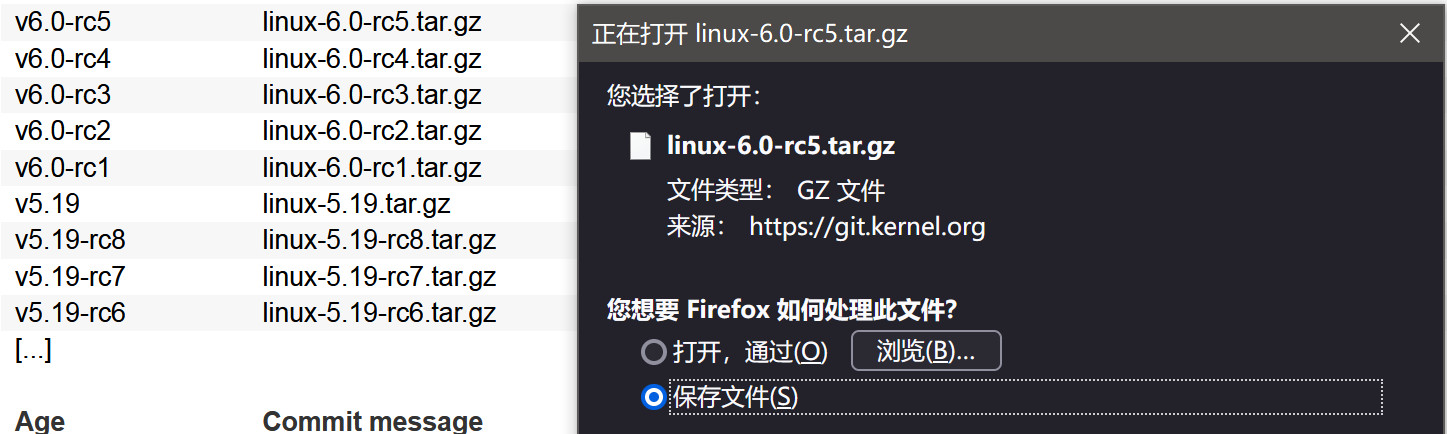 v6.0-rc5 linux-6.0-rc5.tar.gz
v6.0-rc4 linux-6.0-rc4.tar.gz
v6.0-rc3 linux-6.0-rc3.tar.gz
v6.0-rc2 linux-6.0-rc2.tar.gz
v6.0-rc1 linux-6.0-rc1.tar.gz
v5.19 linux-5.19.tar.gz
v5.19-rc8 linux-5.19-rc8.tar.gz
v5.19-rc7 linux-5.19-rc7.tar.gz
v5.19-rc6 linux-5.19-rc6.tar.gz
[...]
Age Commit message
正在打开 linux-6.0-rc5.tar.gz
您选择了打开：
linux-6.0-rc5.tar.gz
文件类型： GZ 文件
来源： https://git.kernel.org
您想要 Firefox 如何处理此文件？
打开，通过(O) 浏览(B)...
保存文件(S)